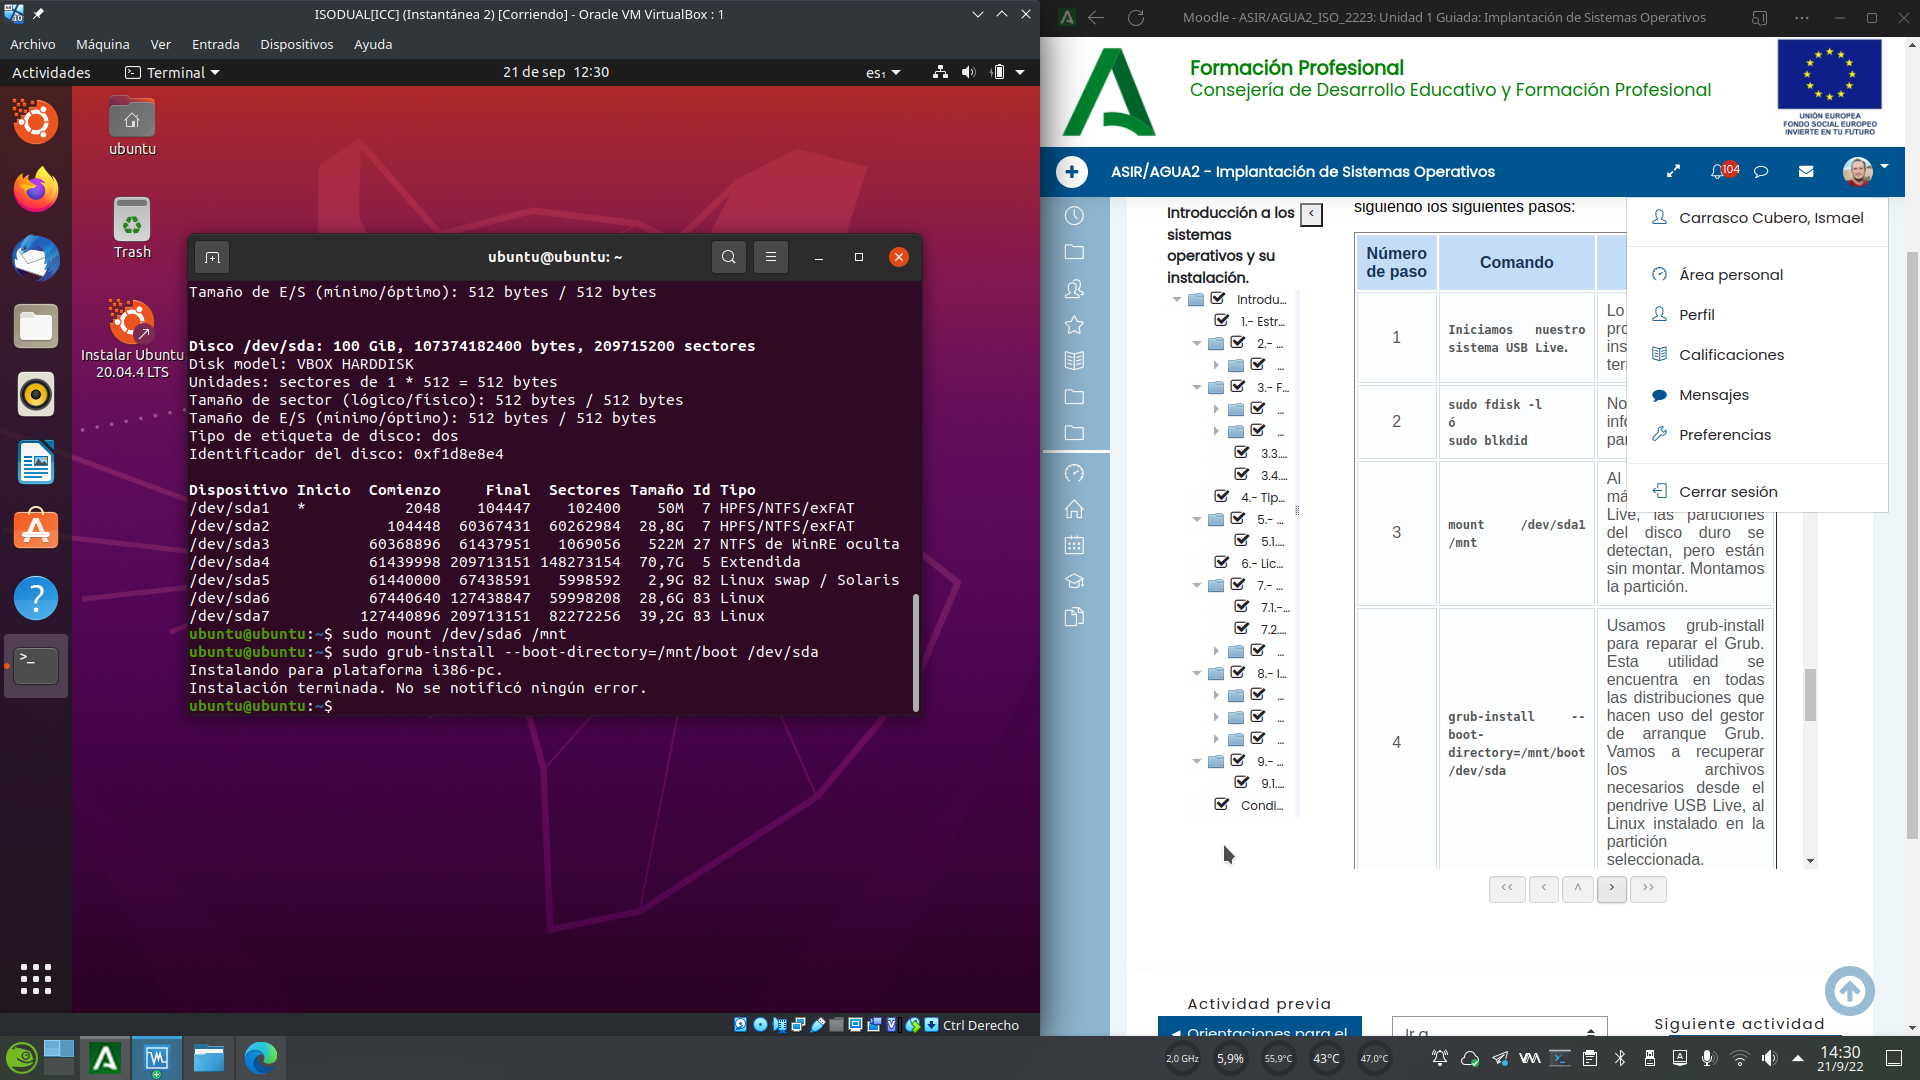 ISODUAL[ICC] (Instantánea 2) [Corriendo] - Oracle VM VirtualBox : 1
Archivo Máquina Ver Entrada Dispositivos Ayuda
Actividades Terminal 21 de sep 12:30 es₁
ubuntu
Trash
Instalar Ubuntu
20.04.4 LTS
ubuntu@ubuntu: ~
Tamaño de E/S (mínimo/óptimo): 512 bytes / 512 bytes
Disco /dev/sda: 100 GiB, 107374182400 bytes, 209715200 sectores
Disk model: VBOX HARDDISK
Unidades: sectores de 1 * 512 = 512 bytes
Tamaño de sector (lógico/físico): 512 bytes / 512 bytes
Tamaño de E/S (mínimo/óptimo): 512 bytes / 512 bytes
Tipo de etiqueta de disco: dos
Identificador del disco: 0xf1d8e8e4
Dispositivo Inicio Comienzo Final Sectores Tamaño Id Tipo
/dev/sda1 * 2048 104447 102400 50M 7 HPFS/NTFS/exFAT
/dev/sda2 104448 60367431 60262984 28,8G 7 HPFS/NTFS/exFAT
/dev/sda3 60368896 61437951 1069056 522M 27 NTFS de WinRE oculta
/dev/sda4 61439998 209713151 148273154 70,7G 5 Extendida
/dev/sda5 61440000 67438591 5998592 2,9G 82 Linux swap / Solaris
/dev/sda6 67440640 127438847 59998208 28,6G 83 Linux
/dev/sda7 127440896 209713151 82272256 39,2G 83 Linux
ubuntu@ubuntu:~$ sudo mount /dev/sda6 /mnt
ubuntu@ubuntu:~$ sudo grub-install --boot-directory=/mnt/boot /dev/sda
Instalando para plataforma i386-pc.
Instalación terminada. No se notificó ningún error.
ubuntu@ubuntu:~$
Ctrl Derecho
Moodle - ASIR/AGUA2_ISO_2223: Unidad 1 Guiada: Implantación de Sistemas Operativos
Formación Profesional
Consejería de Desarrollo Educativo y Formación Profesional
UNIÓN EUROPEA
FONDO SOCIAL EUROPEO
INVIERTE EN TU FUTURO
ASIR/AGUA2 - Implantación de Sistemas Operativos
104
Introducción a los
sistemas
operativos y su
instalación.
Introdu...
1.- Estr...
2.- ...
...
3.- F...
...
...
3.3....
3.4....
4.- Tip...
5.- ...
5.1....
6.- Lic...
7.- ...
7.1.-...
7.2....
...
8.- I...
...
...
...
9.- ...
9.1....
Condi...
siguiendo los siguientes pasos:
Número
de paso
Comando
1
Iniciamos nuestro
sistema USB Live.
Lo
pro
ins
teri
2
sudo fdisk -l
ó
sudo blkdid
No
info
par
3
mount /dev/sda1
/mnt
Al
má
Live, las particiones
del disco duro se
detectan, pero están
sin montar. Montamos
la partición.
4
grub-install --
boot-
directory=/mnt/boot
/dev/sda
Usamos grub-install
para reparar el Grub.
Esta utilidad se
encuentra en todas
las distribuciones que
hacen uso del gestor
de arranque Grub.
Vamos a recuperar
los archivos
necesarios desde el
pendrive USB Live, al
Linux instalado en la
partición
seleccionada.
Carrasco Cubero, Ismael
Área personal
Perfil
Calificaciones
Mensajes
Preferencias
Cerrar sesión
Actividad previa
◄ Orientaciones para el
Ir a
Siguiente actividad
2,0 GHz
5,9%
55,9°C
43°C
47,0°C
14:30
21/9/22